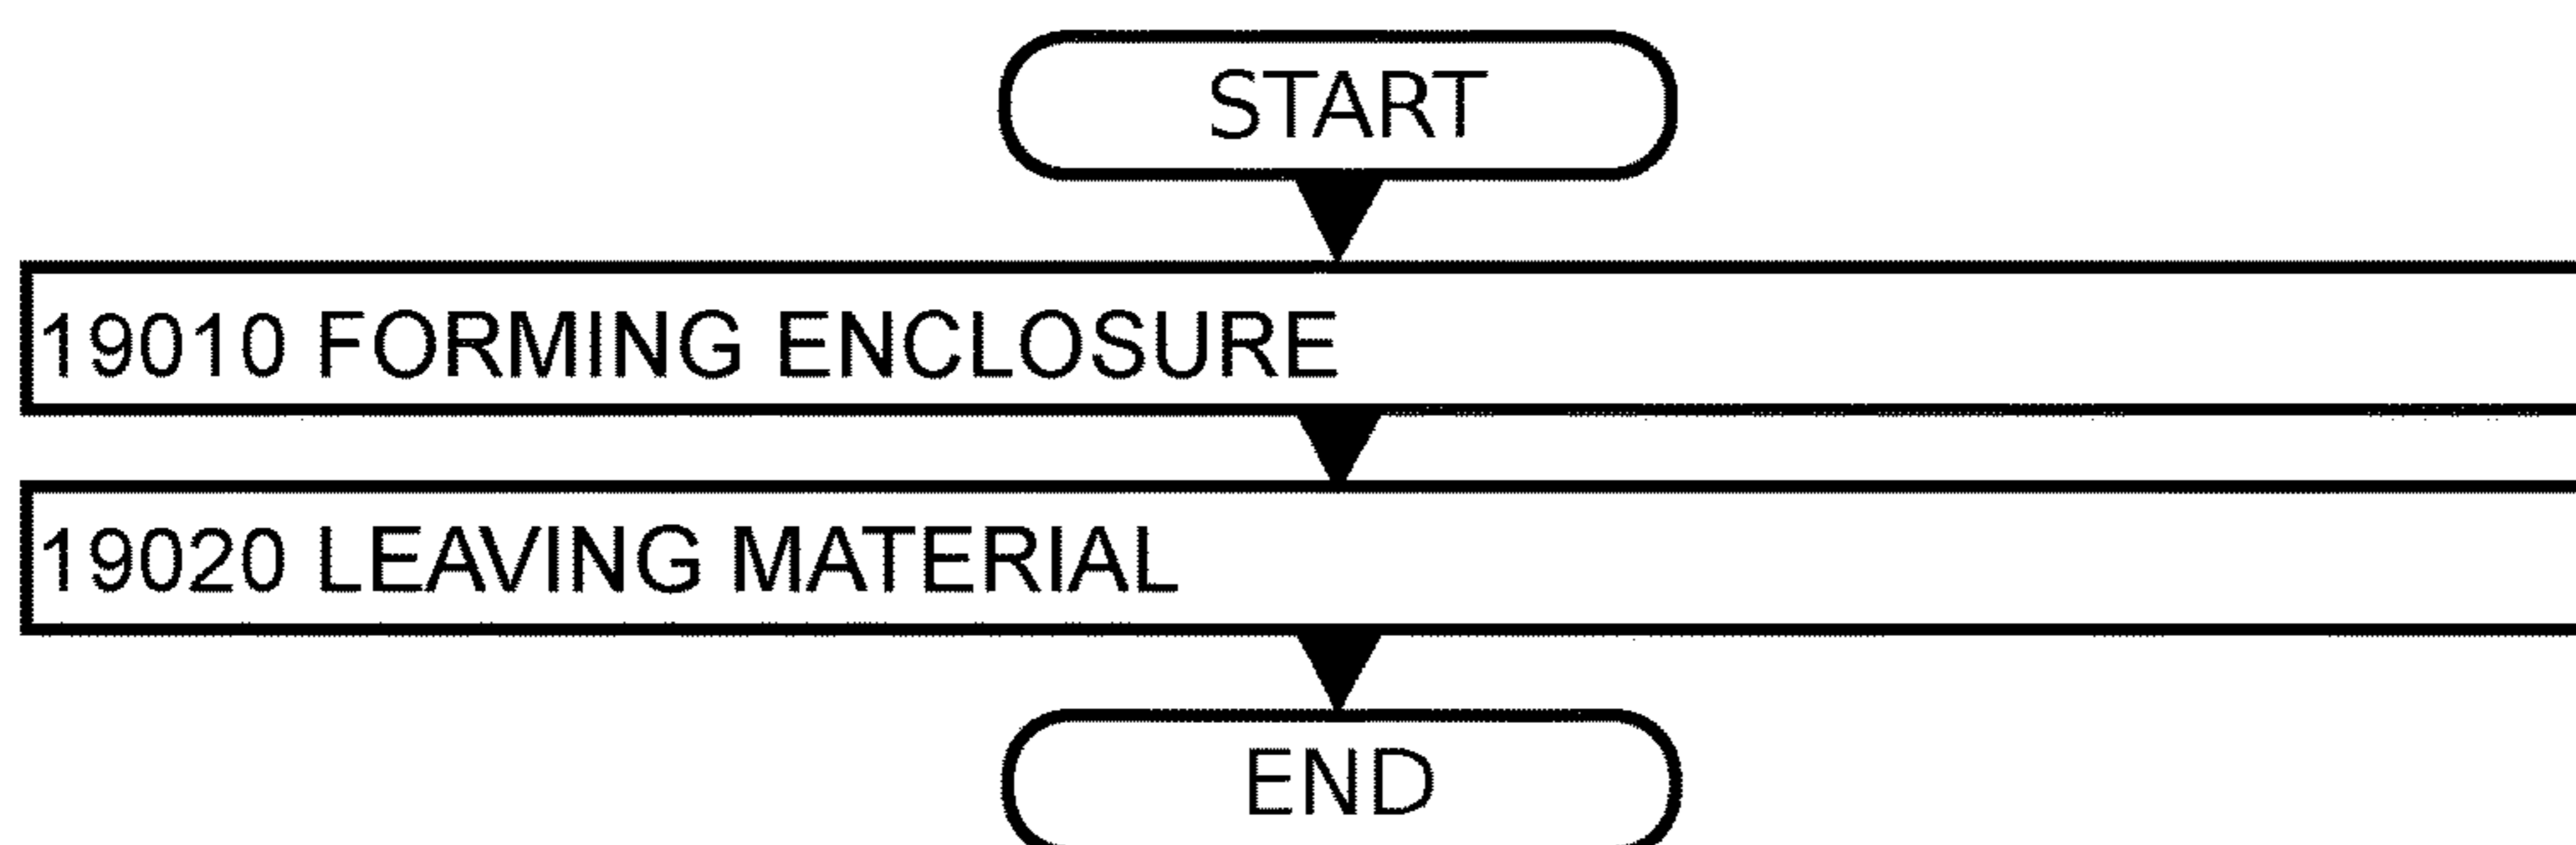 START
19010 FORMING ENCLOSURE
19020 LEAVING MATERIAL
END